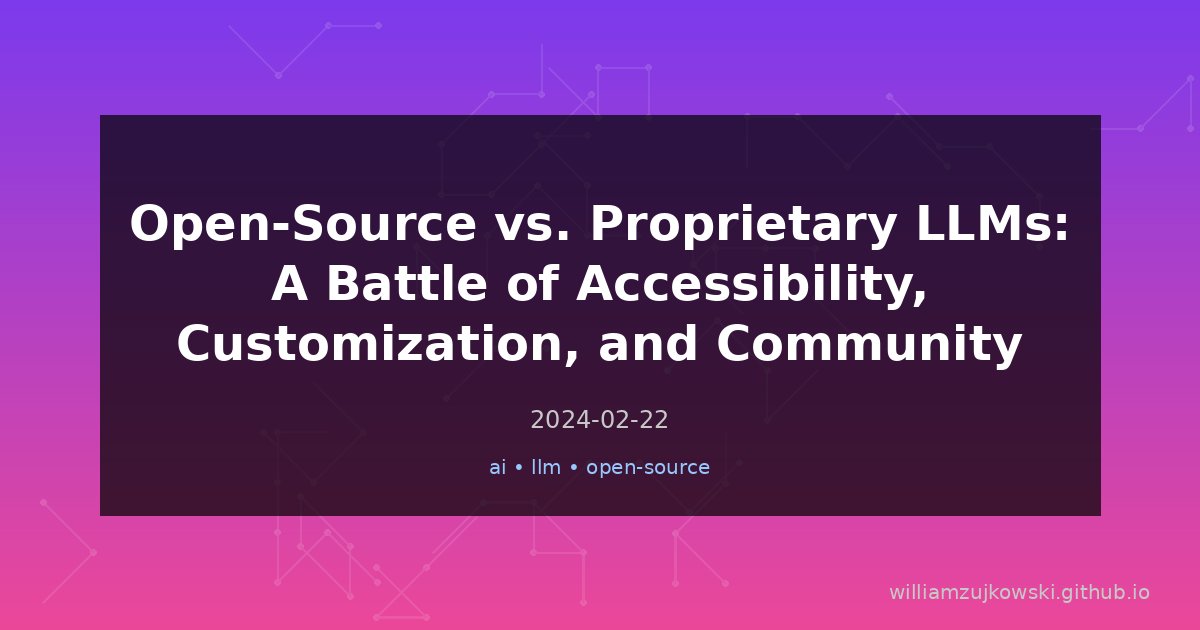 Open-Source vs. Proprietary LLMs:
A Battle of Accessibility,
Customization, and Community
2024-02-22
ai • llm • open-source
williamzujkowski.github.io